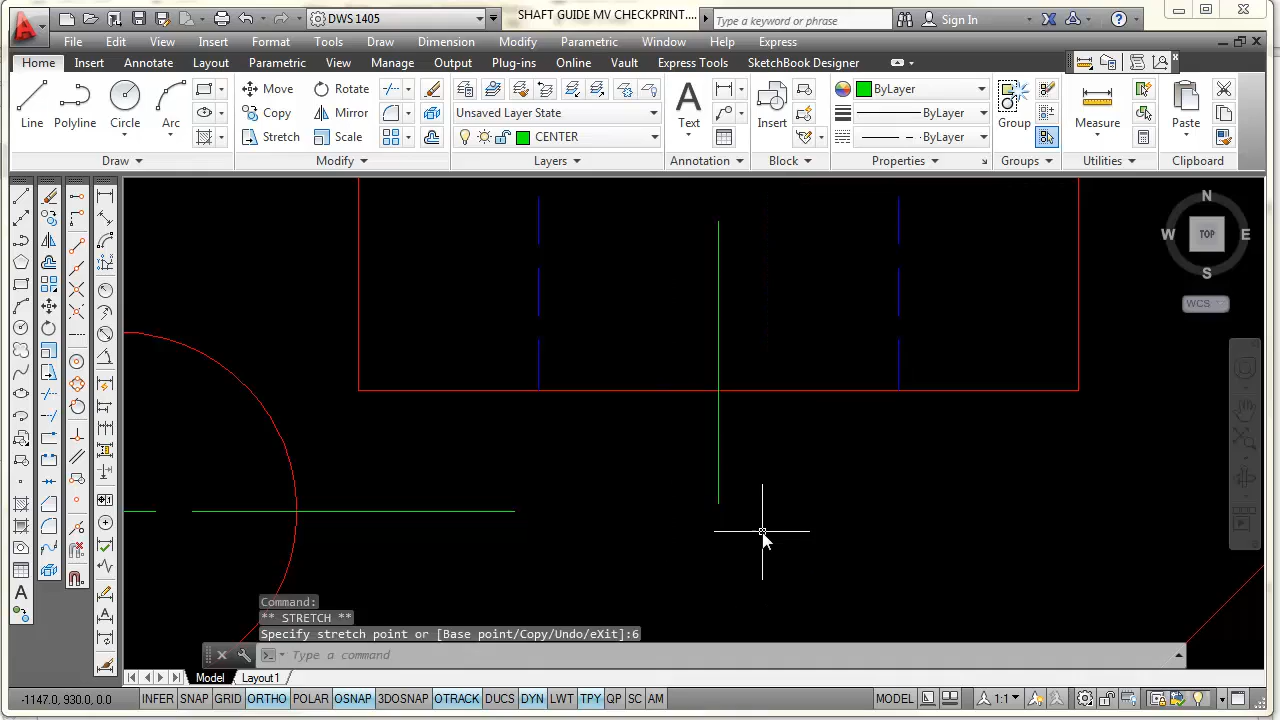 DWS 1405 SHAFT GUIDE MV CHECKPRINT.... Type a keyword or phrase Sign In
File Edit View Insert Format Tools Draw Dimension Modify Parametric Window Help Express
Home Insert Annotate Layout Parametric View Manage Output Plug-ins Online Vault Express Tools SketchBook Designer
Line Polyline Circle Arc
Move Rotate
Copy Mirror
Stretch Scale
Unsaved Layer State
CENTER
Text
Insert
ByLayer
ByLayer
ByLayer
Group
Measure
Paste
Draw Modify Layers Annotation Block Properties Groups Utilities Clipboard
N
W TOP E
S
WCS
Command:
** STRETCH **
Specify stretch point or [Base point/Copy/Undo/eXit]:6
Type a command
Model Layout1
-1147.0, 930.0, 0.0 INFER SNAP GRID ORTHO POLAR OSNAP 3DOSNAP OTRACK DUCS DYN LWT TPY QP SC AM MODEL 1:1